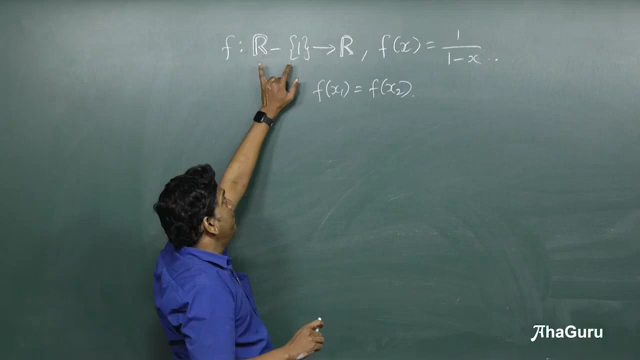 f : ℝ – {1} → ℝ , f(x) = 1/(1–x) ..
f(x₁) = f(x₂).
AhaGuru